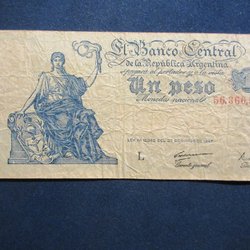 El Banco Central
de la República Argentina
pagará al portador y a la vista
Un peso
Moneda nacional
56,366,
L